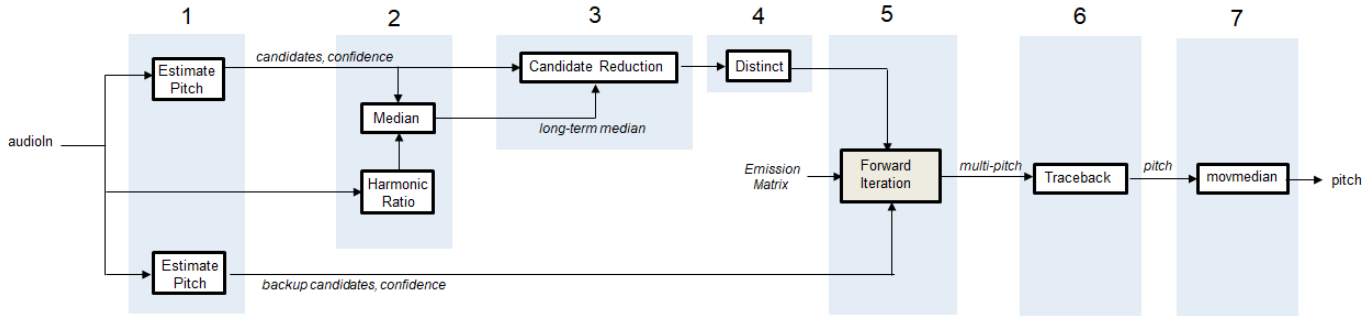 1
2
3
4
5
6
7
Estimate
Pitch
candidates, confidence
Candidate Reduction
Distinct
Median
long-term median
audioIn
Harmonic
Ratio
Emission
Matrix
Forward
Iteration
multi-pitch
Traceback
pitch
movmedian
pitch
Estimate
Pitch
backup candidates, confidence